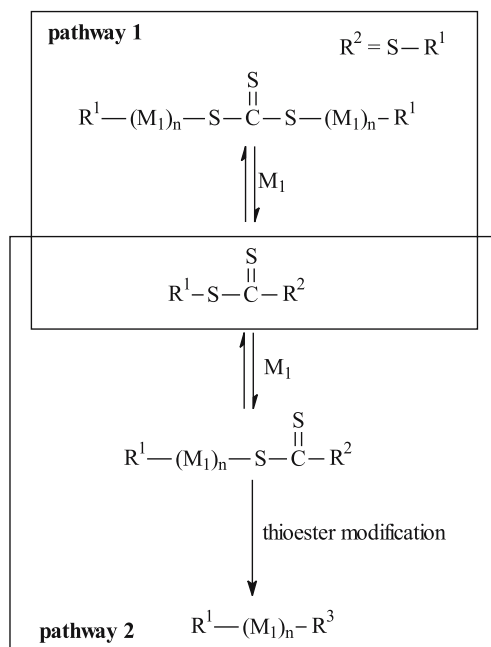 pathway 1
R² = S—R¹
S
R¹—(M₁)ₙ—S—C—S—(M₁)ₙ—R¹
M₁
S
R¹—S—C—R²
M₁
S
R¹—(M₁)ₙ—S—C—R²
thioester modification
pathway 2
R¹—(M₁)ₙ—R³